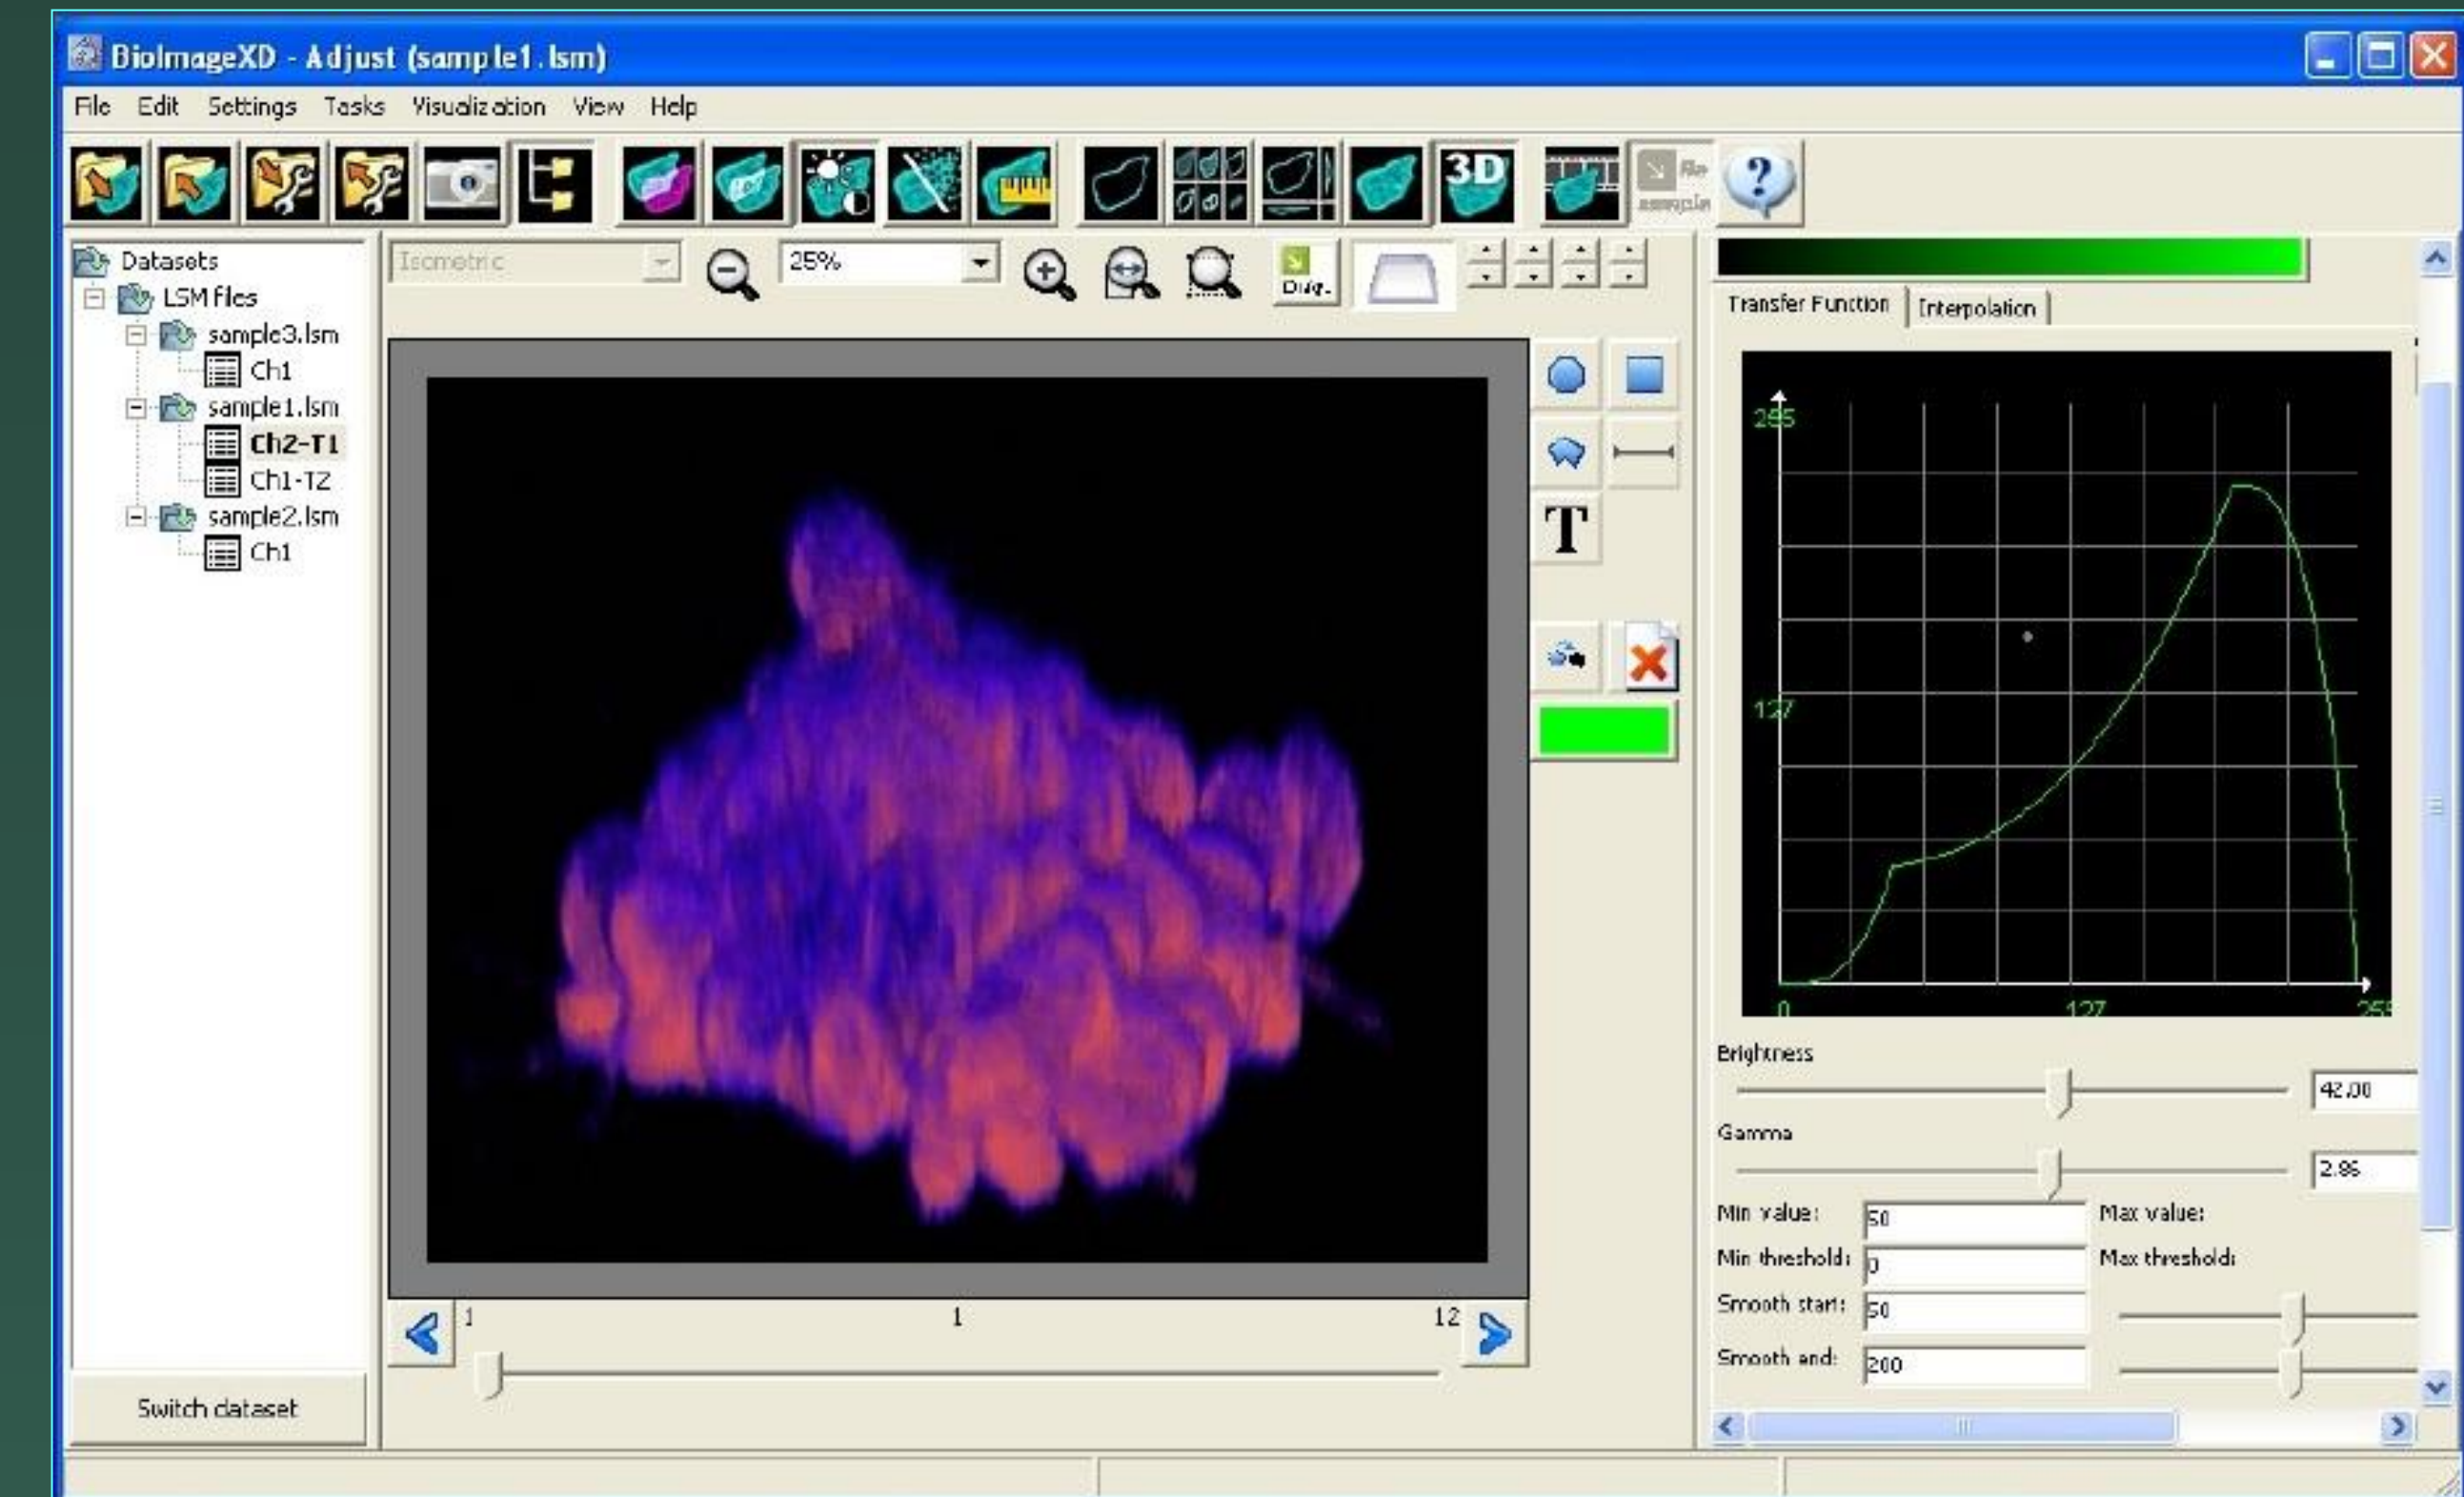 BioImageXD - Adjust (sample1.lsm)
File Edit Settings Tasks Visualization View Help
3D
?
Datasets
LSM files
sample3.lsm
Ch1
sample1.lsm
Ch2-T1
Ch1-T2
sample2.lsm
Ch1
Switch dataset
Isometric
25%
T
1 1 12
Transfer Function Interpolation
255
127
0 127 255
Brightness
42.00
Gamma
2.86
Min value: 50 Max value:
Min threshold: 0 Max threshold:
Smooth start: 50
Smooth end: 200